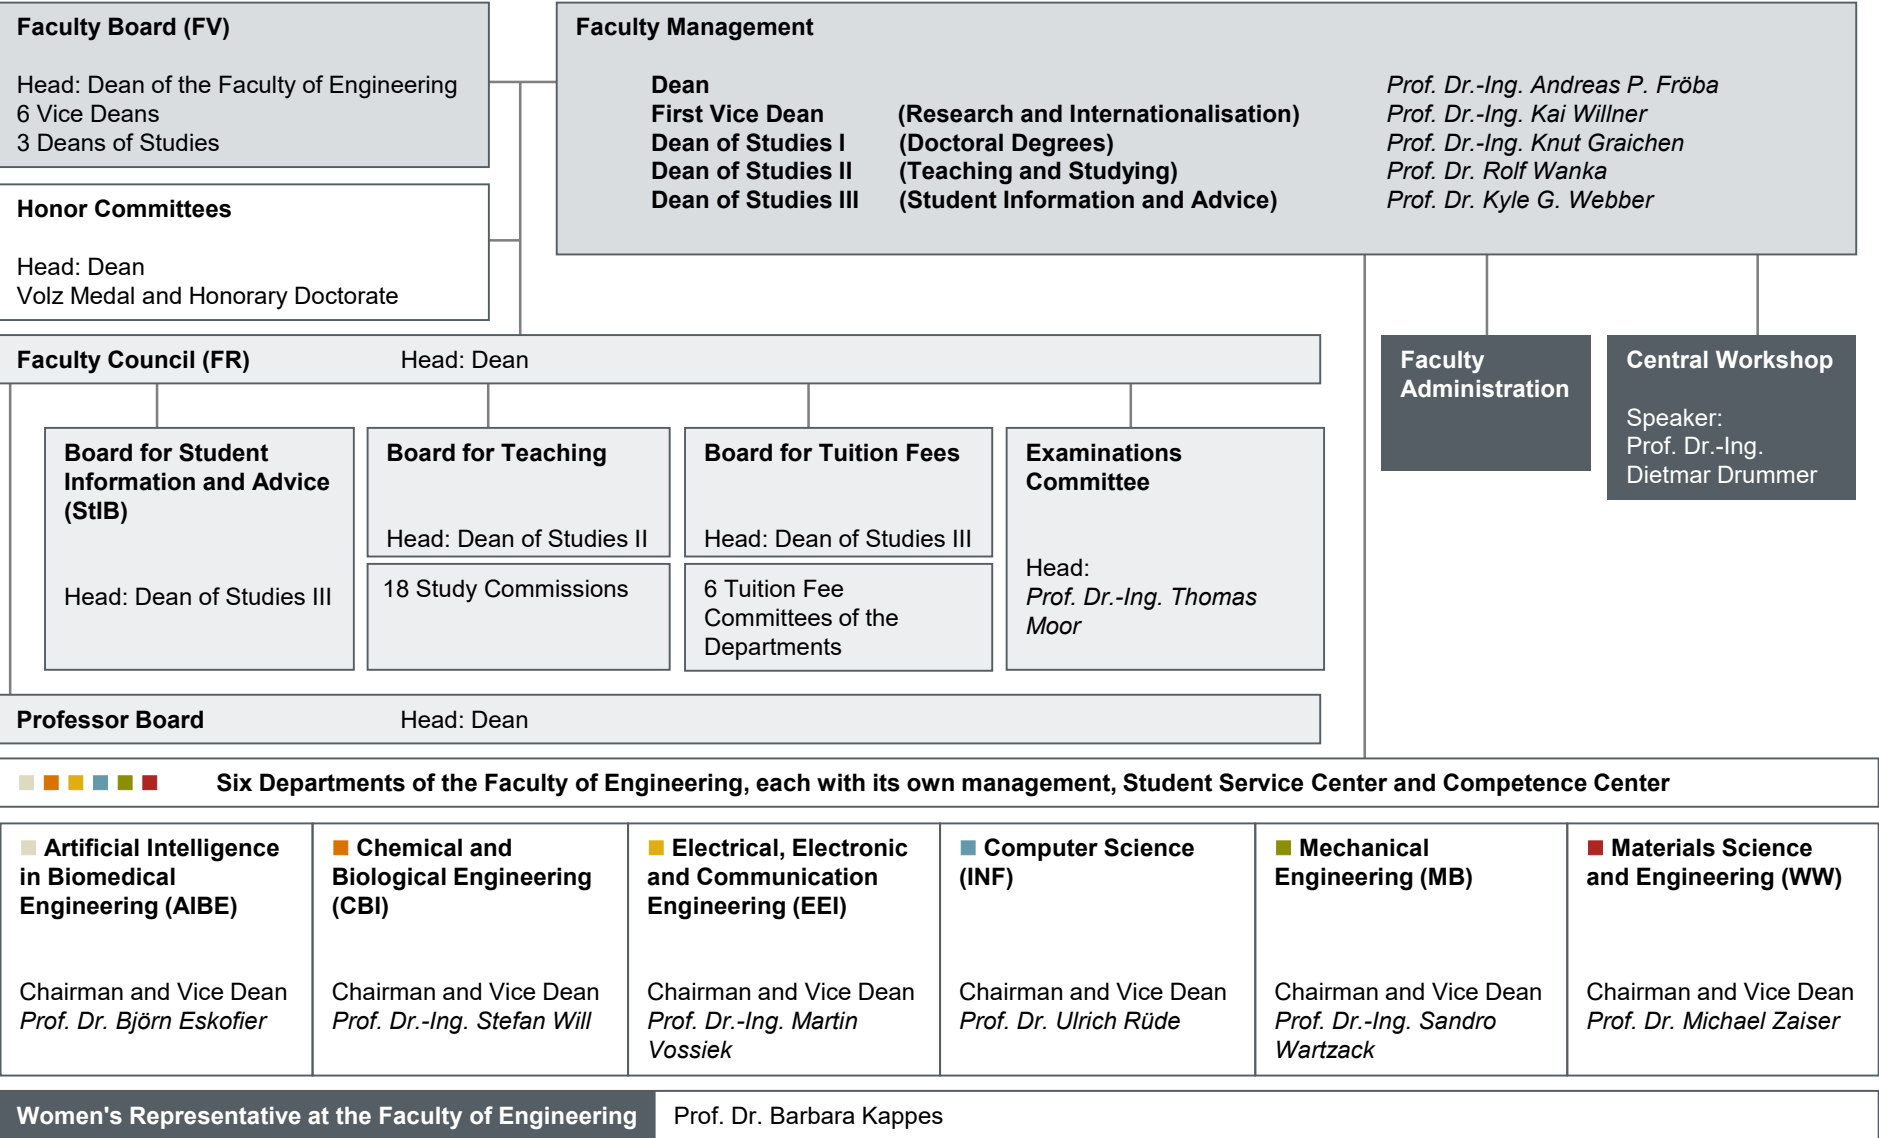 Faculty Board (FV)
Head: Dean of the Faculty of Engineering
6 Vice Deans
3 Deans of Studies
Faculty Management
Dean Prof. Dr.-Ing. Andreas P. Fröba
First Vice Dean (Research and Internationalisation) Prof. Dr.-Ing. Kai Willner
Dean of Studies I (Doctoral Degrees) Prof. Dr.-Ing. Knut Graichen
Dean of Studies II (Teaching and Studying) Prof. Dr. Rolf Wanka
Dean of Studies III (Student Information and Advice) Prof. Dr. Kyle G. Webber
Honor Committees
Head: Dean
Volz Medal and Honorary Doctorate
Faculty Council (FR) Head: Dean
Faculty
Administration
Central Workshop
Speaker:
Prof. Dr.-Ing.
Dietmar Drummer
Board for Student
Information and Advice
(StIB)
Head: Dean of Studies III
Board for Teaching
Head: Dean of Studies II
18 Study Commissions
Board for Tuition Fees
Head: Dean of Studies III
6 Tuition Fee
Committees of the
Departments
Examinations
Committee
Head:
Prof. Dr.-Ing. Thomas
Moor
Professor Board Head: Dean
Six Departments of the Faculty of Engineering, each with its own management, Student Service Center and Competence Center
Artificial Intelligence
in Biomedical
Engineering (AIBE)
Chairman and Vice Dean
Prof. Dr. Björn Eskofier
Chemical and
Biological Engineering
(CBI)
Chairman and Vice Dean
Prof. Dr.-Ing. Stefan Will
Electrical, Electronic
and Communication
Engineering (EEI)
Chairman and Vice Dean
Prof. Dr.-Ing. Martin
Vossiek
Computer Science
(INF)
Chairman and Vice Dean
Prof. Dr. Ulrich Rüde
Mechanical
Engineering (MB)
Chairman and Vice Dean
Prof. Dr.-Ing. Sandro
Wartzack
Materials Science
and Engineering (WW)
Chairman and Vice Dean
Prof. Dr. Michael Zaiser
Women's Representative at the Faculty of Engineering Prof. Dr. Barbara Kappes